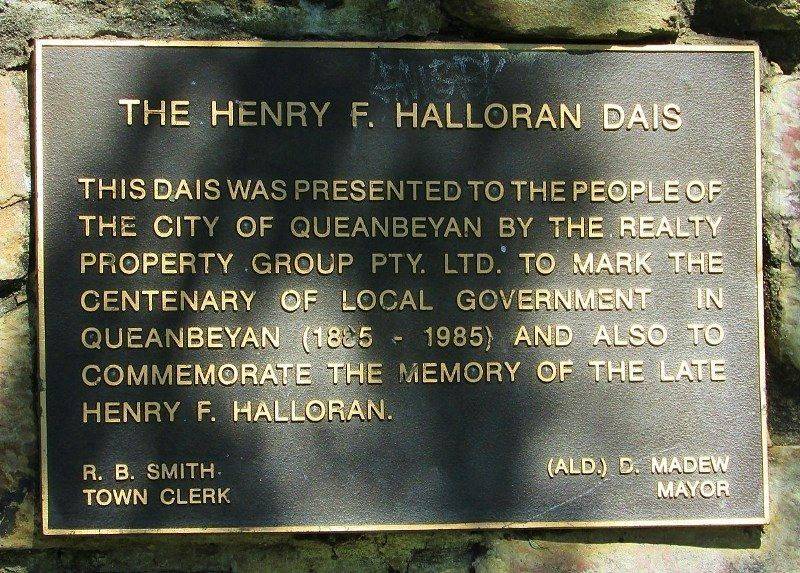 THE HENRY F. HALLORAN DAIS
THIS DAIS WAS PRESENTED TO THE PEOPLE OF
THE CITY OF QUEANBEYAN BY THE REALTY
PROPERTY GROUP PTY. LTD. TO MARK THE
CENTENARY OF LOCAL GOVERNMENT IN
QUEANBEYAN (1885 - 1985) AND ALSO TO
COMMEMORATE THE MEMORY OF THE LATE
HENRY F. HALLORAN.
R. B. SMITH (ALD.) D. MADEW
TOWN CLERK MAYOR